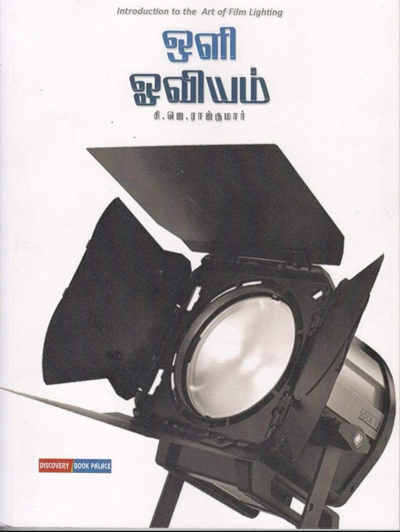 Introduction to the Art of Film Lighting
ஒளி
ஓவியம்
சி.ஜெ.ராஜ்குமார்
DISCOVERY BOOK PALACE